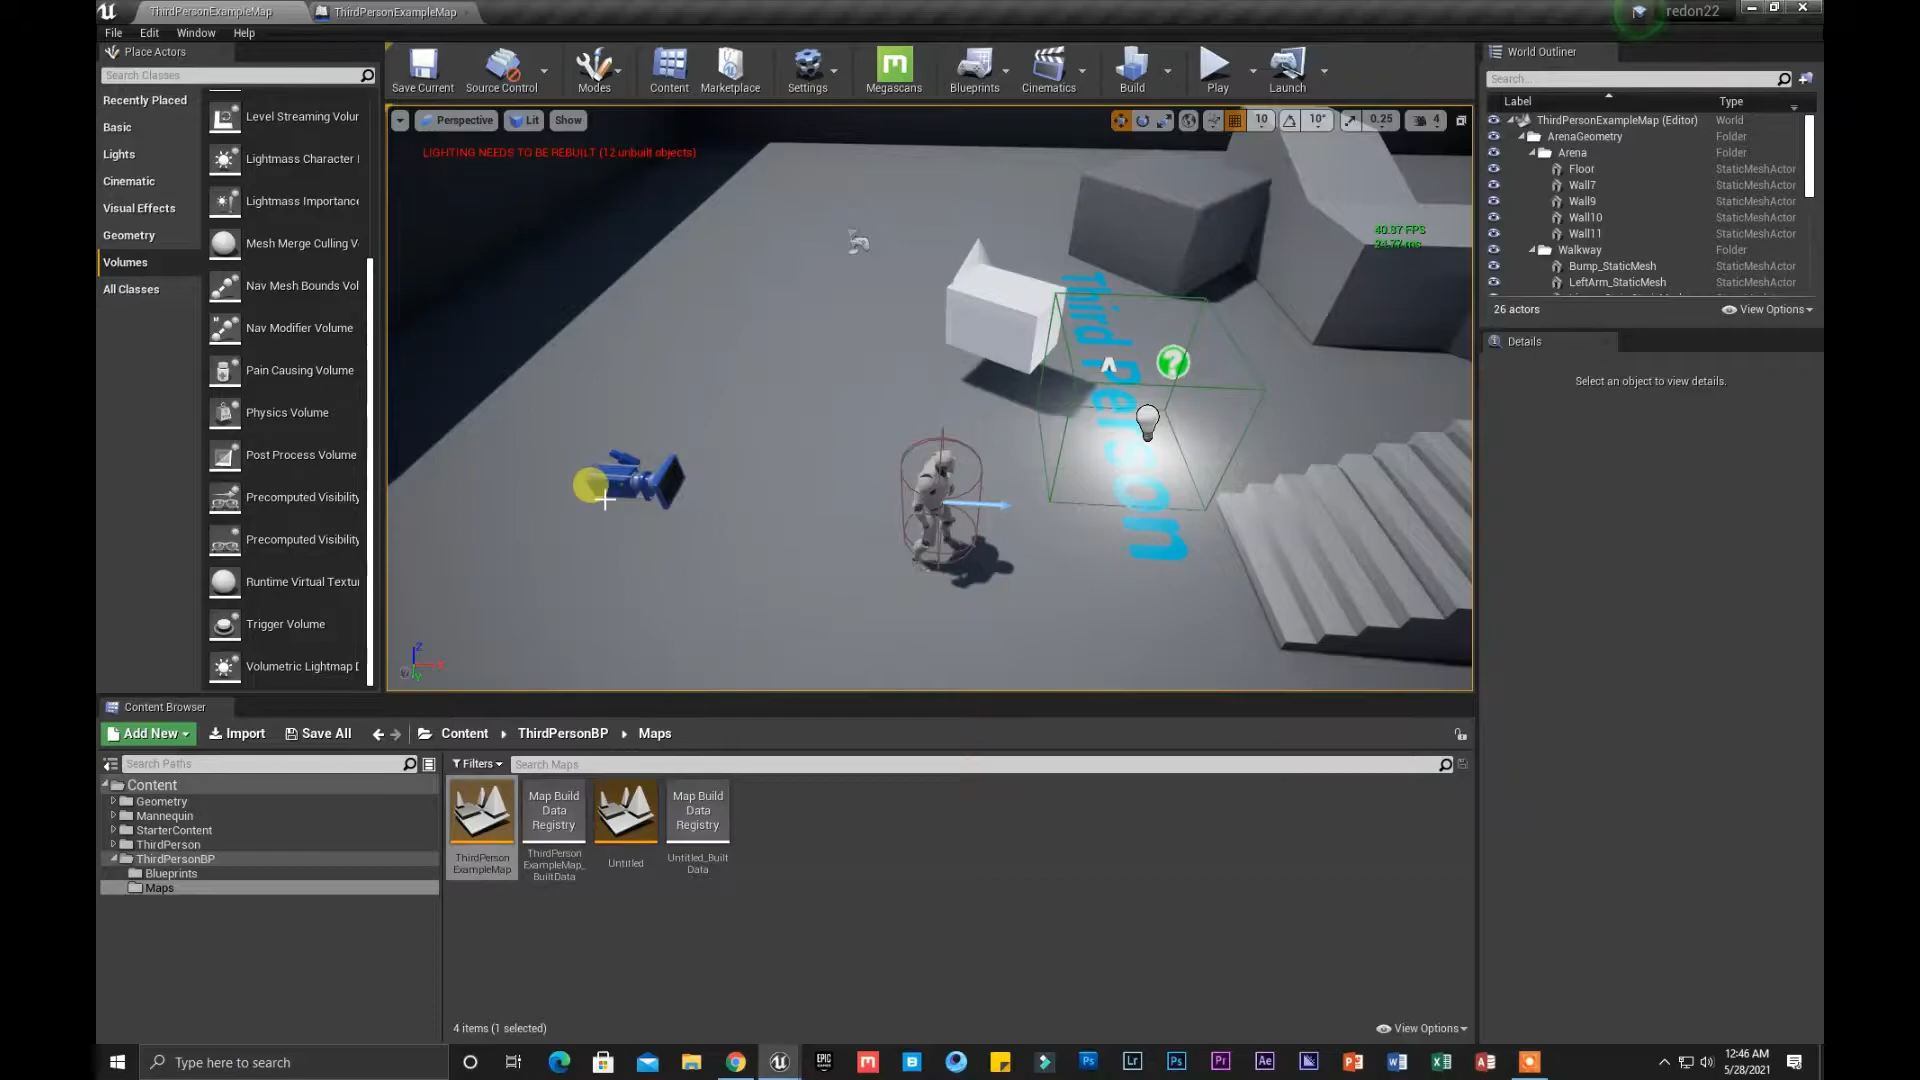 ThirdPersonExampleMap
ThirdPersonExampleMap
redon22
File Edit Window Help
Place Actors
Search Classes
Recently Placed
Basic
Lights
Cinematic
Visual Effects
Geometry
Volumes
All Classes
Level Streaming Volur
Lightmass Character
Lightmass Importance
Mesh Merge Culling V
Nav Mesh Bounds Vol
Nav Modifier Volume
Pain Causing Volume
Physics Volume
Post Process Volume
Precomputed Visibility
Precomputed Visibility
Runtime Virtual Textur
Trigger Volume
Volumetric Lightmap D
Save Current
Source Control
Modes
Content
Marketplace
Settings
Megascans
Blueprints
Cinematics
Build
Play
Launch
Perspective
Lit
Show
10
10°
0.25
4
LIGHTING NEEDS TO BE REBUILT (12 unbuilt objects)
40.87 FPS
24.77 ms
Third Person
World Outliner
Search...
Label Type
ThirdPersonExampleMap (Editor) World
ArenaGeometry Folder
Arena Folder
Floor StaticMeshActor
Wall7 StaticMeshActor
Wall9 StaticMeshActor
Wall10 StaticMeshActor
Wall11 StaticMeshActor
Walkway Folder
Bump_StaticMesh StaticMeshActor
LeftArm_StaticMesh StaticMeshActor
26 actors
View Options
Details
Select an object to view details.
Content Browser
Add New Import Save All Content ThirdPersonBP Maps
Search Paths
Filters
Search Maps
Content
Geometry
Mannequin
StarterContent
ThirdPerson
ThirdPersonBP
Blueprints
Maps
ThirdPerson
ExampleMap
Map Build
Data
Registry
ThirdPerson
ExampleMap_
BuiltData
Untitled
Map Build
Data
Registry
Untitled_Built
Data
4 items (1 selected)
View Options
Type here to search
12:46 AM
5/28/2021